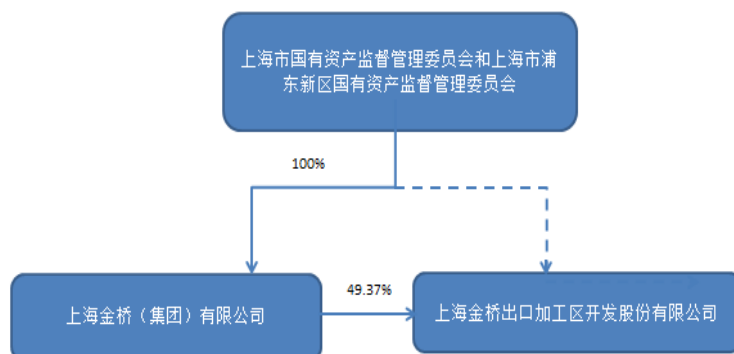 上海市国有资产监督管理委员会和上海市浦
东新区国有资产监督管理委员会
100%
49.37%
上海金桥（集团）有限公司
上海金桥出口加工区开发股份有限公司